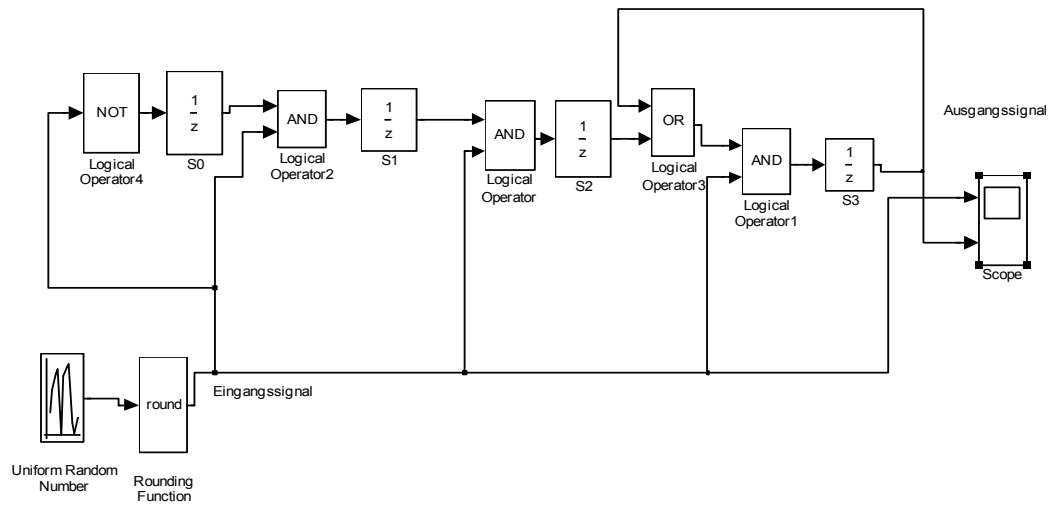 Ausgangssignal
NOT
1
z
AND
1
z
AND
1
z
OR
AND
1
z
Logical
Operator4
S0
Logical
Operator2
S1
Logical
Operator
S2
Logical
Operator3
Logical
Operator1
S3
Scope
Eingangssignal
round
Uniform Random
Number
Rounding
Function